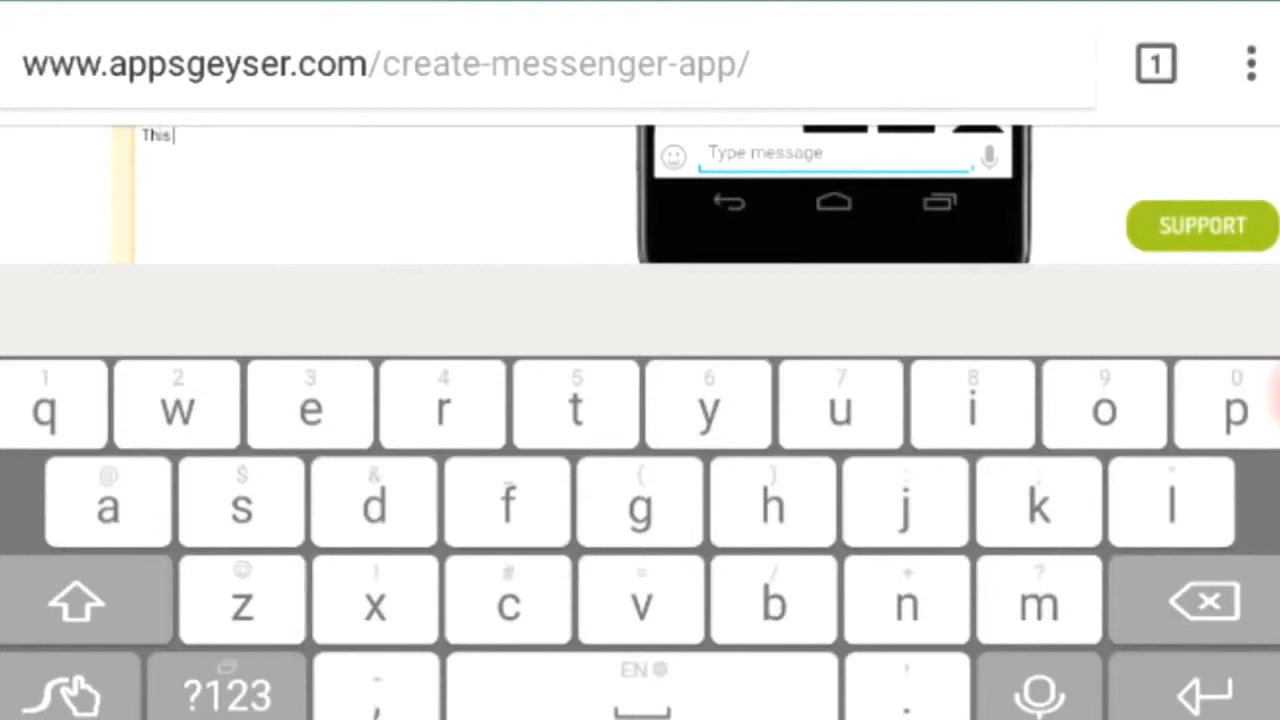 www.appsgeyser.com/create-messenger-app/
1
This
Type message
SUPPORT
1 2 3 4 5 6 7 8 9 0
q w e r t y u i o p
@ $ & _ ( ) : ; "
a s d f g h j k l
© ! # = / + ?
z x c v b n m
EN
?123 , .